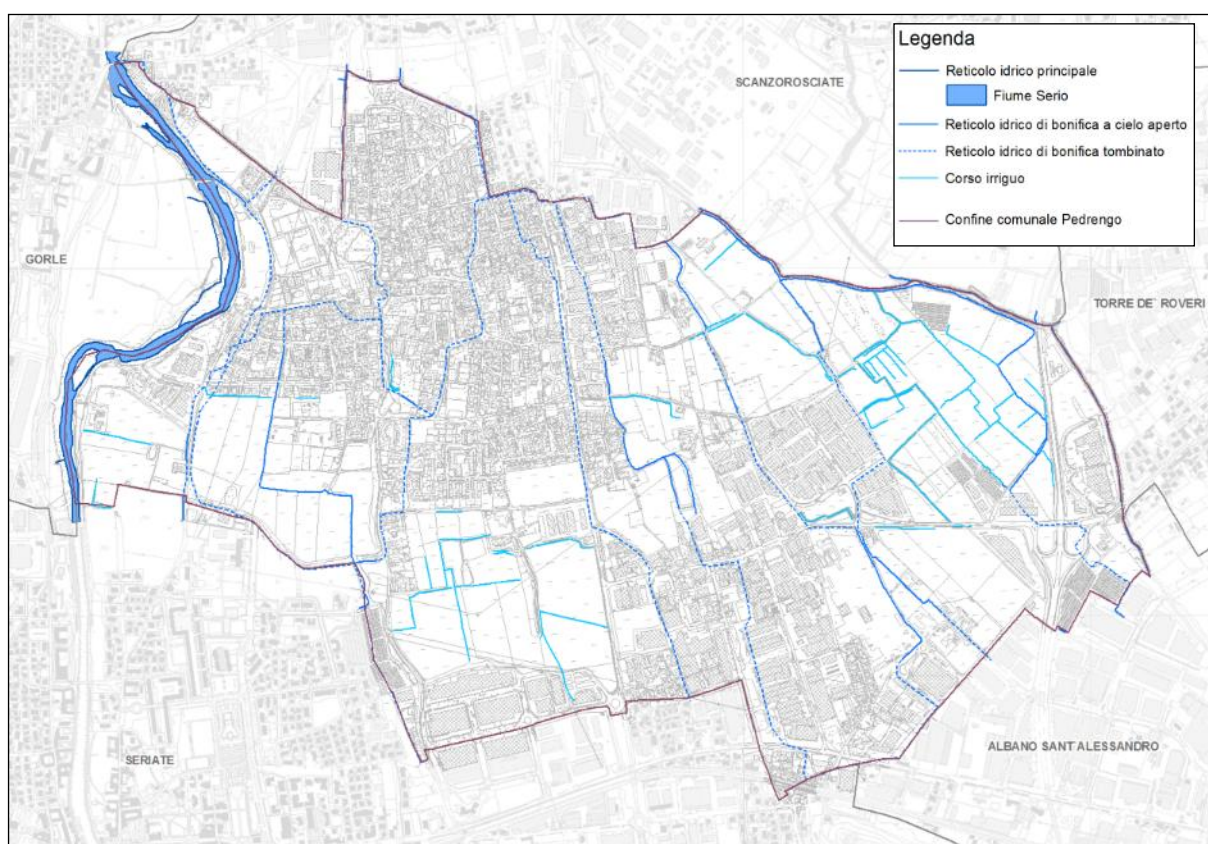 Legenda
Reticolo idrico principale
Fiume Serio
Reticolo idrico di bonifica a cielo aperto
Reticolo idrico di bonifica tombinato
Corso irriguo
Confine comunale Pedrengo
SCANZOROSCIATE
GORLE
TORRE DE` ROVERI
SERIATE
ALBANO SANT`ALESSANDRO